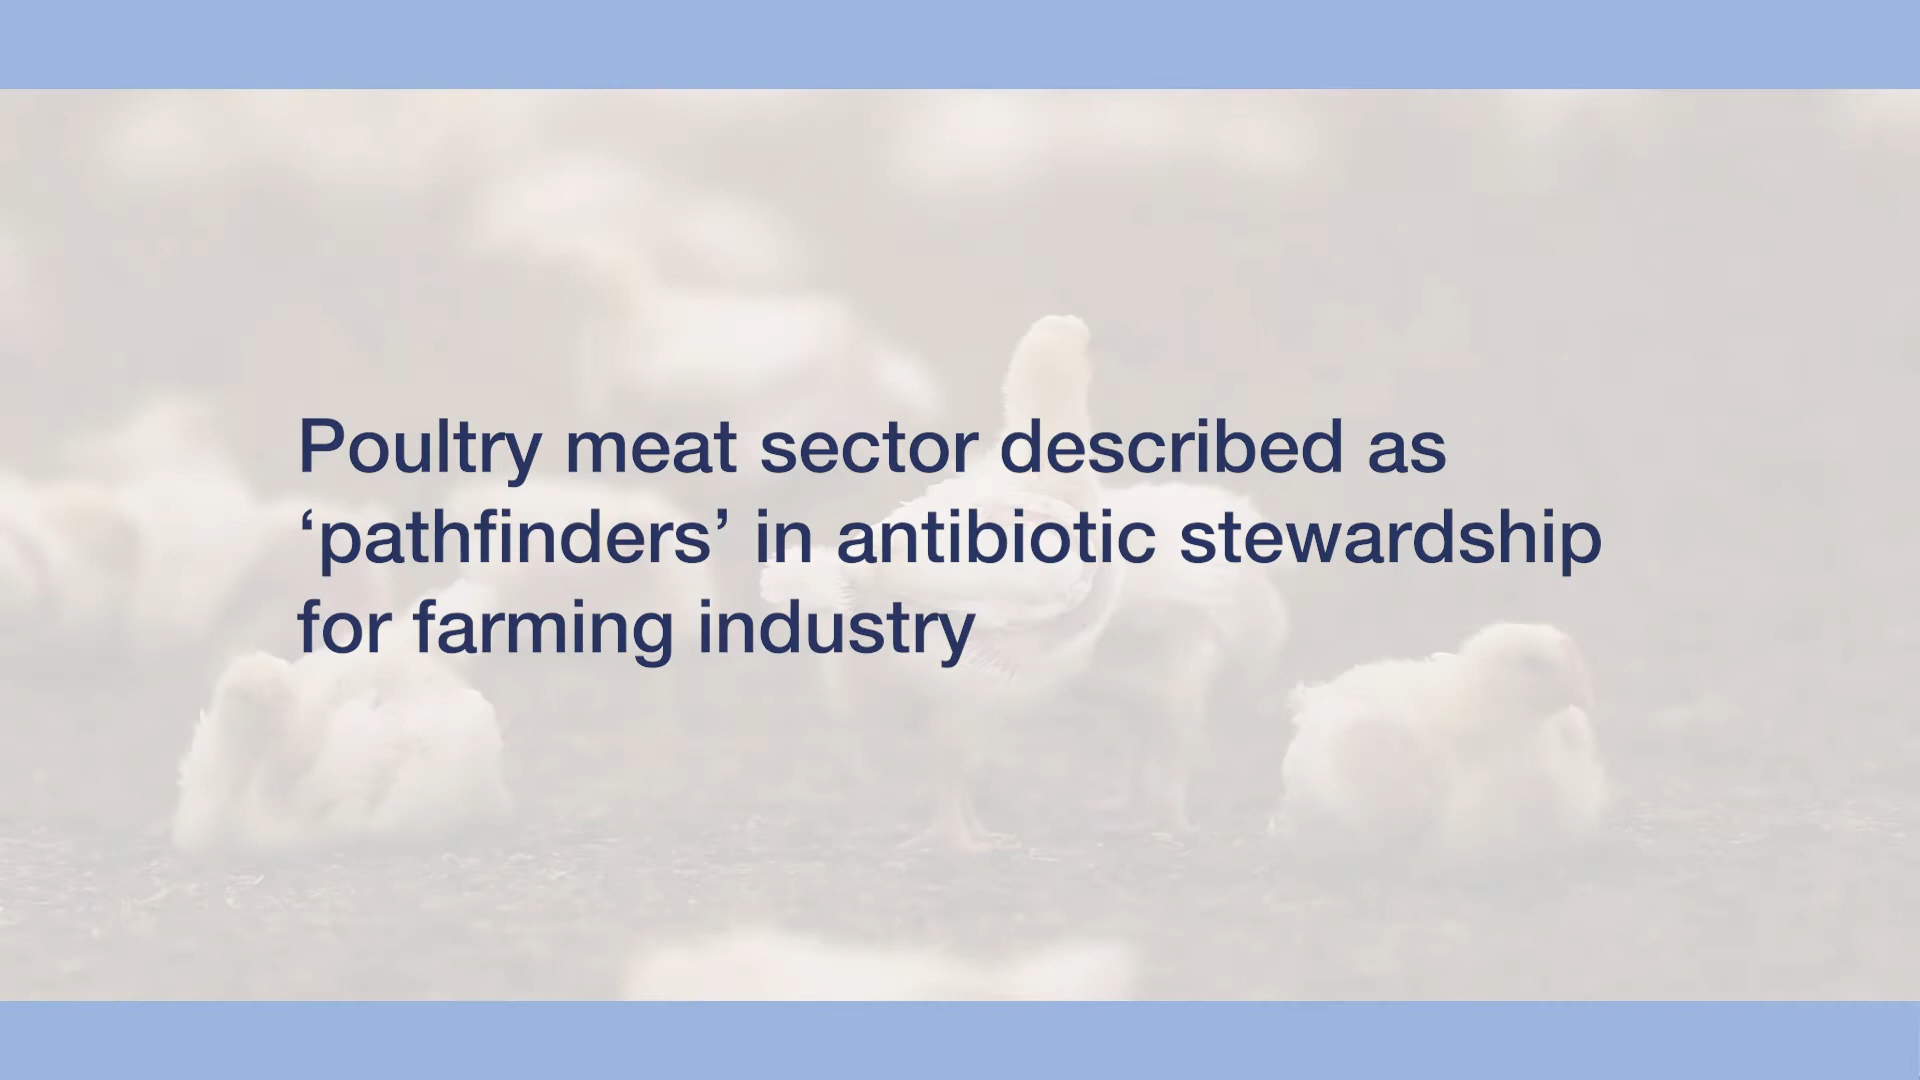 Poultry meat sector described as
‘pathfinders’ in antibiotic stewardship
for farming industry